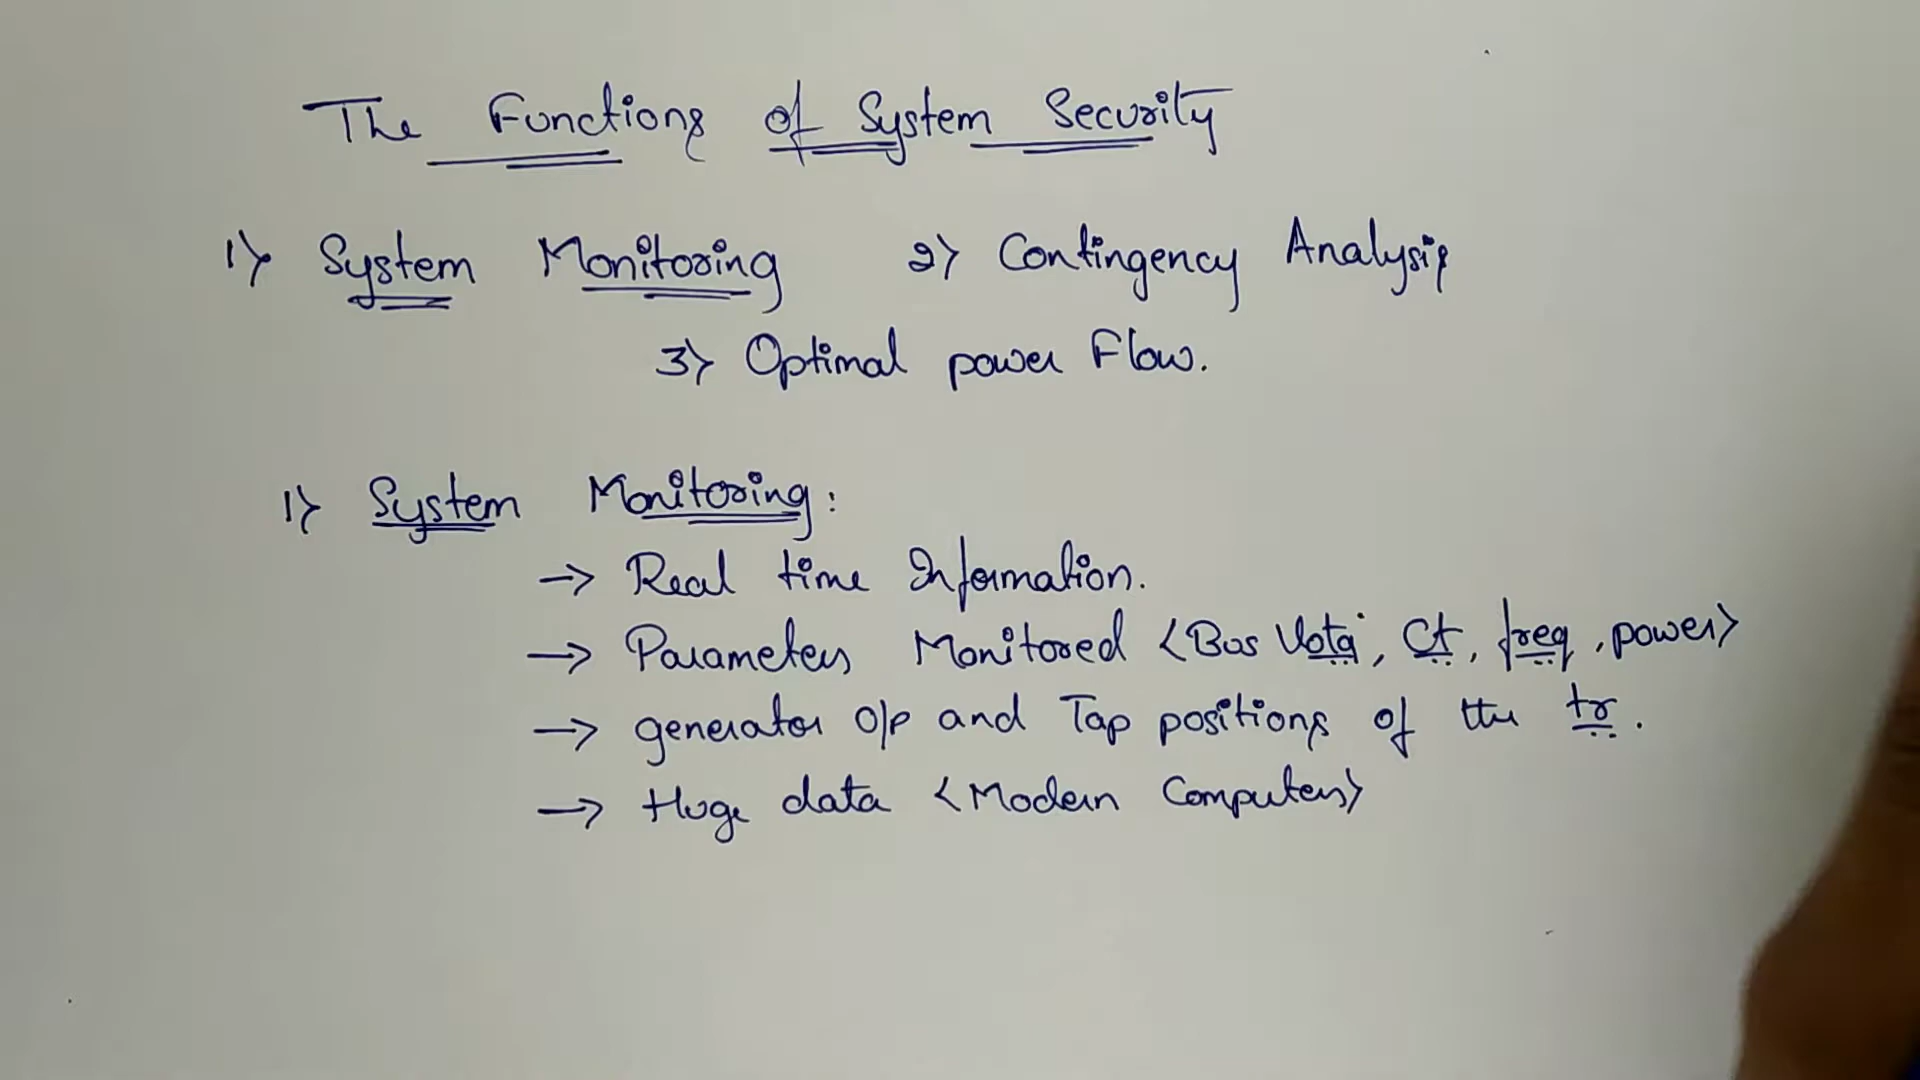 The Functions of System Security
1) System Monitoring 2) Contingency Analysis
3) Optimal power Flow.
1) System Monitoring:
→ Real time Information.
→ Parameters Monitored <Bus Votg, Ct, freq, power>
→ generator o/p and Tap positions of the tr.
→ Huge data <Modern Computers>